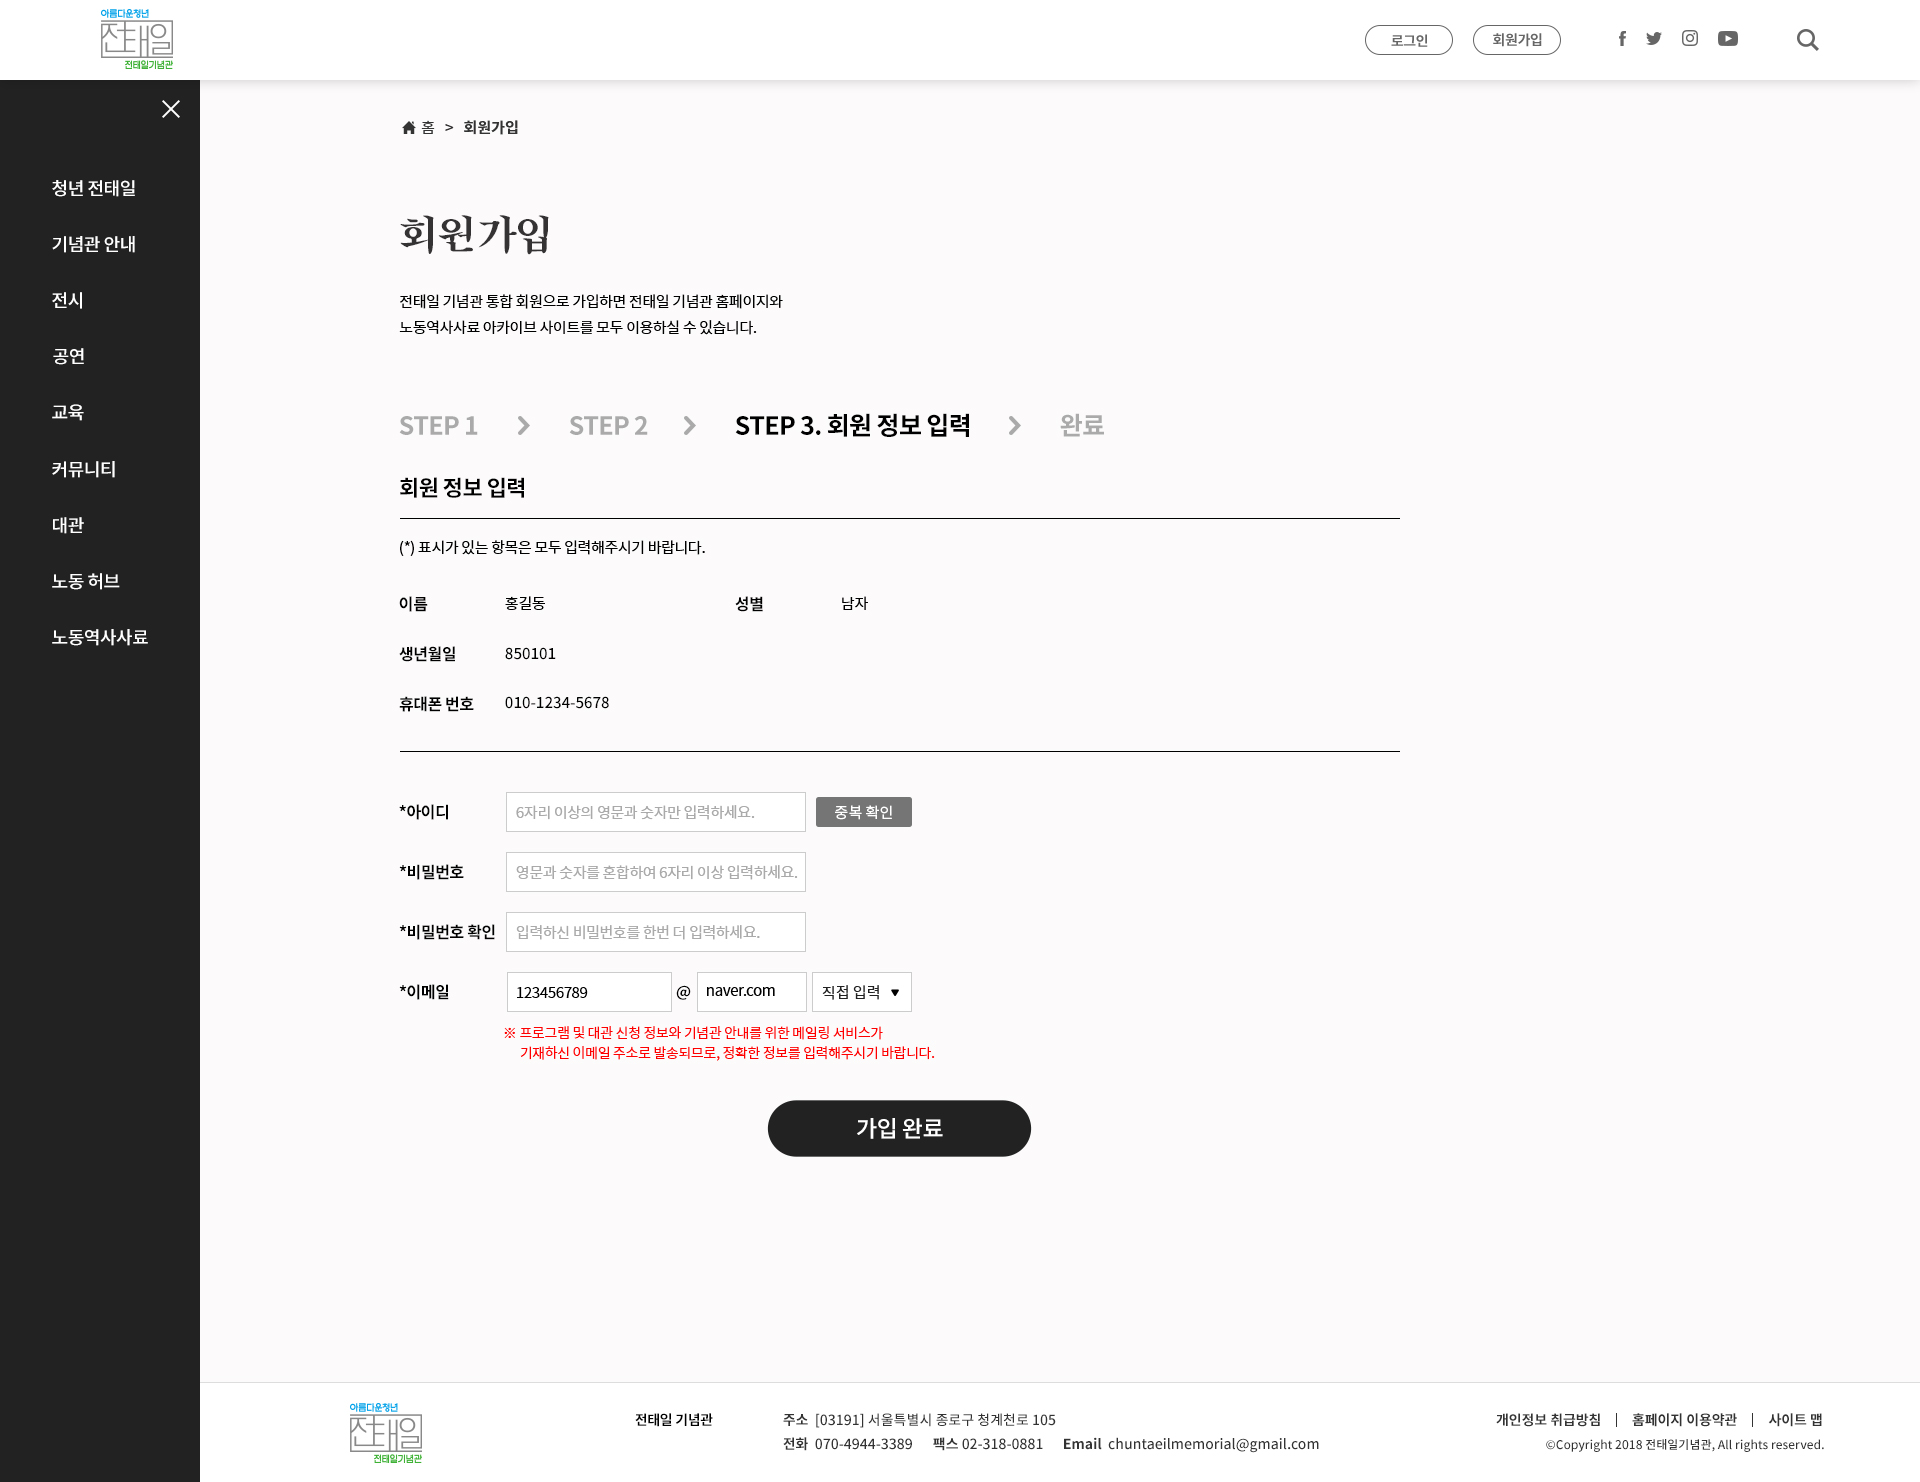 아름다운청년
전태일
전태일기념관
로그인
회원가입
홈 > 회원가입
청년 전태일
기념관 안내
전시
공연
교육
커뮤니티
대관
노동 허브
노동역사사료
회원가입
전태일 기념관 통합 회원으로 가입하면 전태일 기념관 홈페이지와
노동역사사료 아카이브 사이트를 모두 이용하실 수 있습니다.
STEP 1 STEP 2 STEP 3. 회원 정보 입력 완료
회원 정보 입력
(*) 표시가 있는 항목은 모두 입력해주시기 바랍니다.
이름 홍길동 성별 남자
생년월일 850101
휴대폰 번호 010-1234-5678
*아이디 6자리 이상의 영문과 숫자만 입력하세요. 중복 확인
*비밀번호 영문과 숫자를 혼합하여 6자리 이상 입력하세요.
*비밀번호 확인 입력하신 비밀번호를 한번 더 입력하세요.
*이메일 123456789 @ naver.com 직접 입력 ▼
※ 프로그램 및 대관 신청 정보와 기념관 안내를 위한 메일링 서비스가
기재하신 이메일 주소로 발송되므로, 정확한 정보를 입력해주시기 바랍니다.
가입 완료
아름다운청년
전태일
전태일기념관
전태일 기념관
주소 [03191] 서울특별시 종로구 청계천로 105
전화 070-4944-3389 팩스 02-318-0881 Email chuntaeilmemorial@gmail.com
개인정보 취급방침 | 홈페이지 이용약관 | 사이트 맵
©Copyright 2018 전태일기념관, All rights reserved.